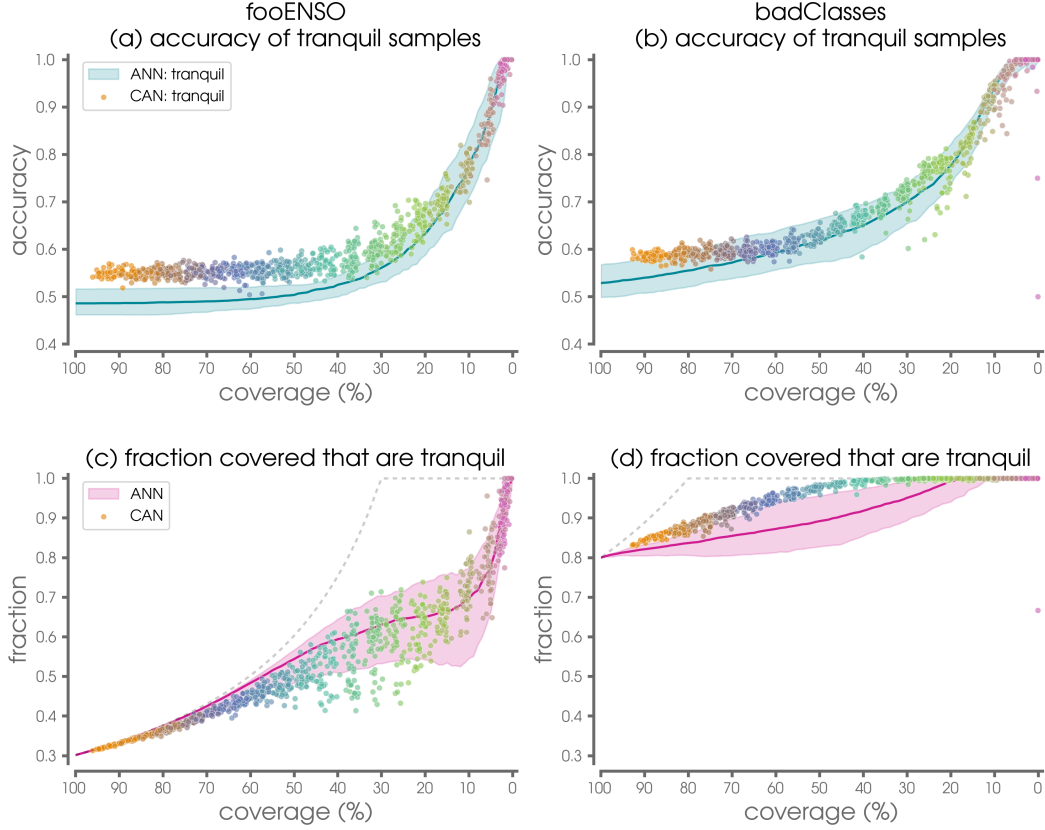 fooENSO
(a) accuracy of tranquil samples
accuracy
1.0
0.9
0.8
0.7
0.6
0.5
0.4
ANN: tranquil
CAN: tranquil
100 90 80 70 60 50 40 30 20 10 0
coverage (%)
badClasses
(b) accuracy of tranquil samples
accuracy
1.0
0.9
0.8
0.7
0.6
0.5
0.4
100 90 80 70 60 50 40 30 20 10 0
coverage (%)
(c) fraction covered that are tranquil
fraction
1.0
0.9
0.8
0.7
0.6
0.5
0.4
0.3
ANN
CAN
100 90 80 70 60 50 40 30 20 10 0
coverage (%)
(d) fraction covered that are tranquil
fraction
1.0
0.9
0.8
0.7
0.6
0.5
0.4
0.3
100 90 80 70 60 50 40 30 20 10 0
coverage (%)